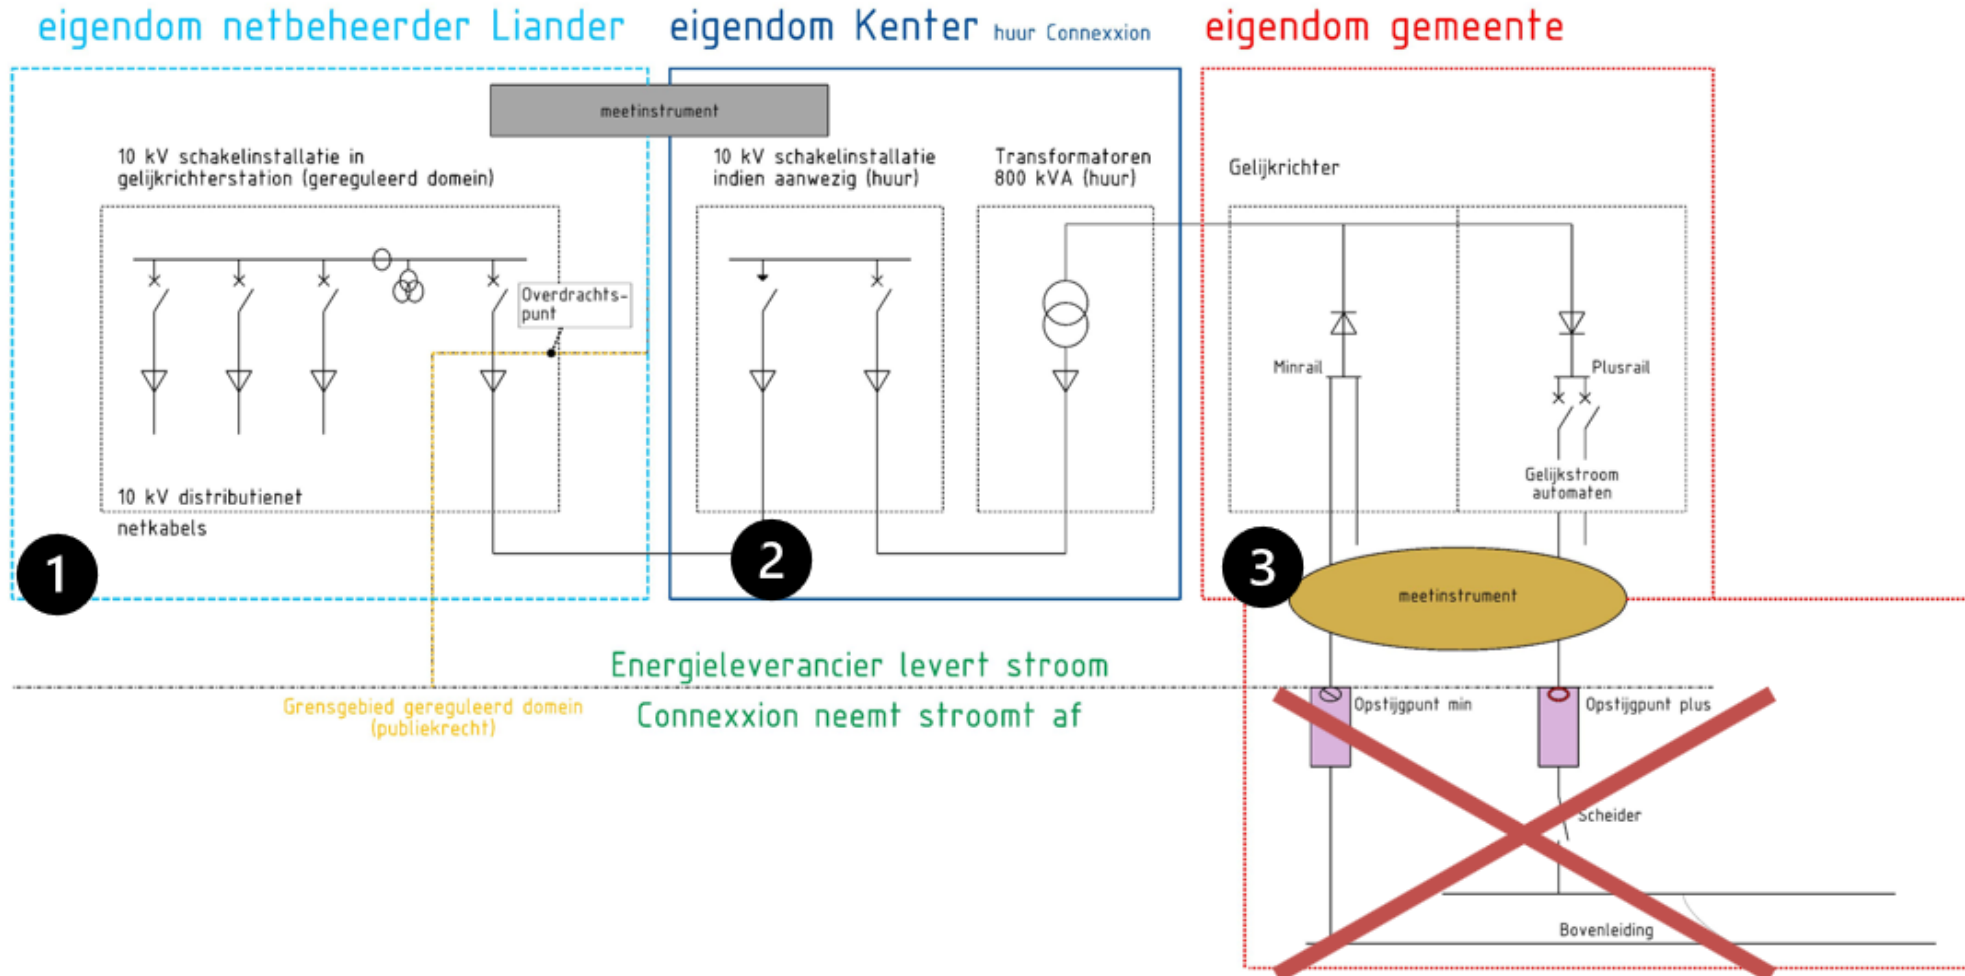 eigendom netbeheerder Liander
eigendom Kenter huur Connexxion
eigendom gemeente
meetinstrument
10 kV schakelinstallatie in
gelijkrichterstation (gereguleerd domein)
10 kV schakelinstallatie
indien aanwezig (huur)
Transformatoren
800 kVA (huur)
Gelijkrichter
Overdrachts-
punt
Minrail
Plusrail
Gelijkstroom
automaten
10 kV distributienet
netkabels
1
2
3
meetinstrument
Energieleverancier levert stroom
Grensgebied gereguleerd domein
(publiekrecht)
Connexxion neemt stroomt af
Opstijgpunt min
Opstijgpunt plus
Scheider
Bovenleiding